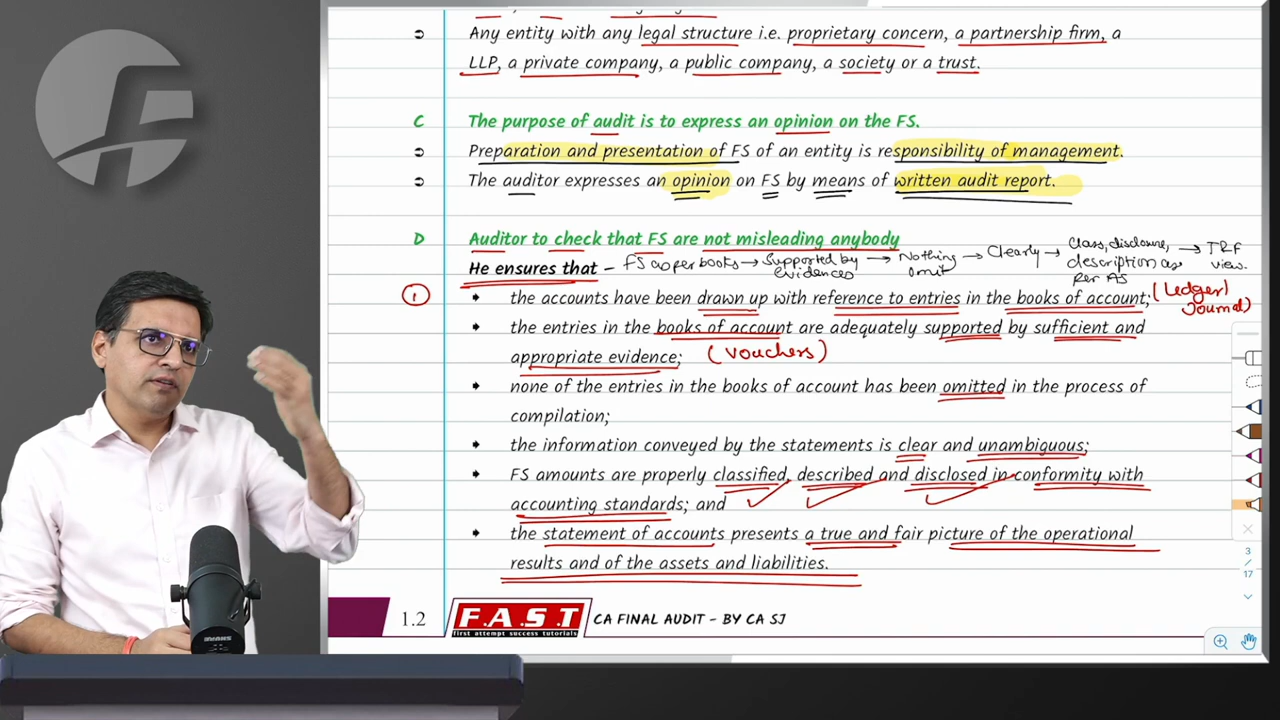 Any entity with any legal structure i.e. proprietary concern, a partnership firm, a
LLP, a private company, a public company, a society or a trust.
C The purpose of audit is to express an opinion on the FS.
Preparation and presentation of FS of an entity is responsibility of management.
The auditor expresses an opinion on FS by means of written audit report.
D Auditor to check that FS are not misleading anybody
He ensures that – FS as per books → Supported by evidences → Nothing omit → Clearly → Class, disclosure, description as per AS → T&F view.
① the accounts have been drawn up with reference to entries in the books of account; (Ledger/Journal)
the entries in the books of account are adequately supported by sufficient and
appropriate evidence; (vouchers)
none of the entries in the books of account has been omitted in the process of
compilation;
the information conveyed by the statements is clear and unambiguous;
FS amounts are properly classified, described and disclosed in conformity with
accounting standards; and
the statement of accounts presents a true and fair picture of the operational
results and of the assets and liabilities.
1.2 F.A.S.T CA FINAL AUDIT – BY CA SJ
first attempt success tutorials
3
/
17